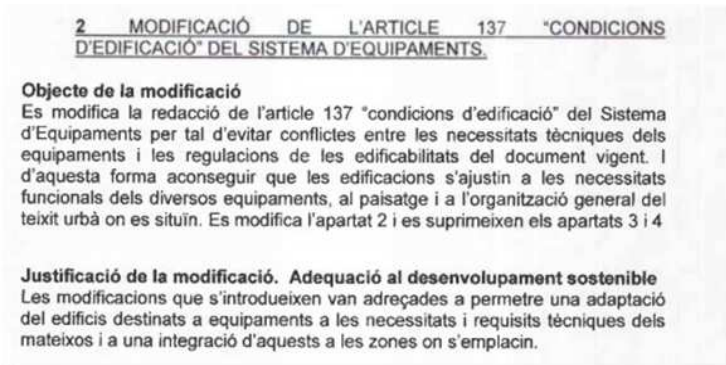 2 MODIFICACIÓ DE L'ARTICLE 137 "CONDICIONS
D'EDIFICACIÓ" DEL SISTEMA D'EQUIPAMENTS.
Objecte de la modificació
Es modifica la redacció de l'article 137 "condicions d'edificació" del Sistema
d'Equipaments per tal d'evitar conflictes entre les necessitats tècniques dels
equipaments i les regulacions de les edificabilitats del document vigent. I
d'aquesta forma aconseguir que les edificacions s'ajustin a les necessitats
funcionals dels diversos equipaments, al paisatge i a l'organització general del
teixit urbà on es situïn. Es modifica l'apartat 2 i es suprimeixen els apartats 3 i 4
Justificació de la modificació. Adequació al desenvolupament sostenible
Les modificacions que s'introdueixen van adreçades a permetre una adaptació
del edificis destinats a equipaments a les necessitats i requisits tècniques dels
mateixos i a una integració d'aquests a les zones on s'emplacin.